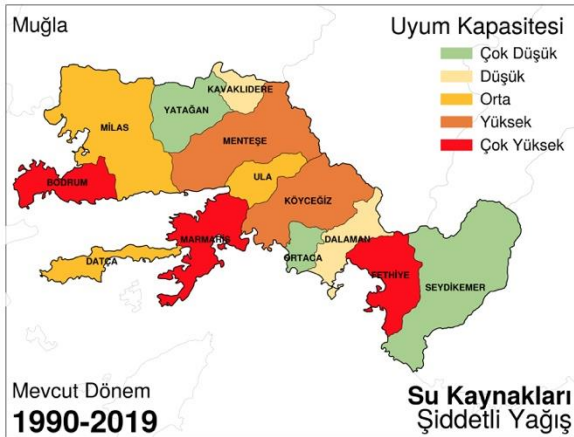 Muğla
Uyum Kapasitesi
Çok Düşük
Düşük
Orta
Yüksek
Çok Yüksek
KAVAKLIDERE
YATAĞAN
MİLAS
MENTEŞE
BODRUM
ULA
KÖYCEĞİZ
MARMARİS
DALAMAN
ORTACA
DATÇA
FETHİYE
SEYDİKEMER
Mevcut Dönem
1990-2019
Su Kaynakları
Şiddetli Yağış